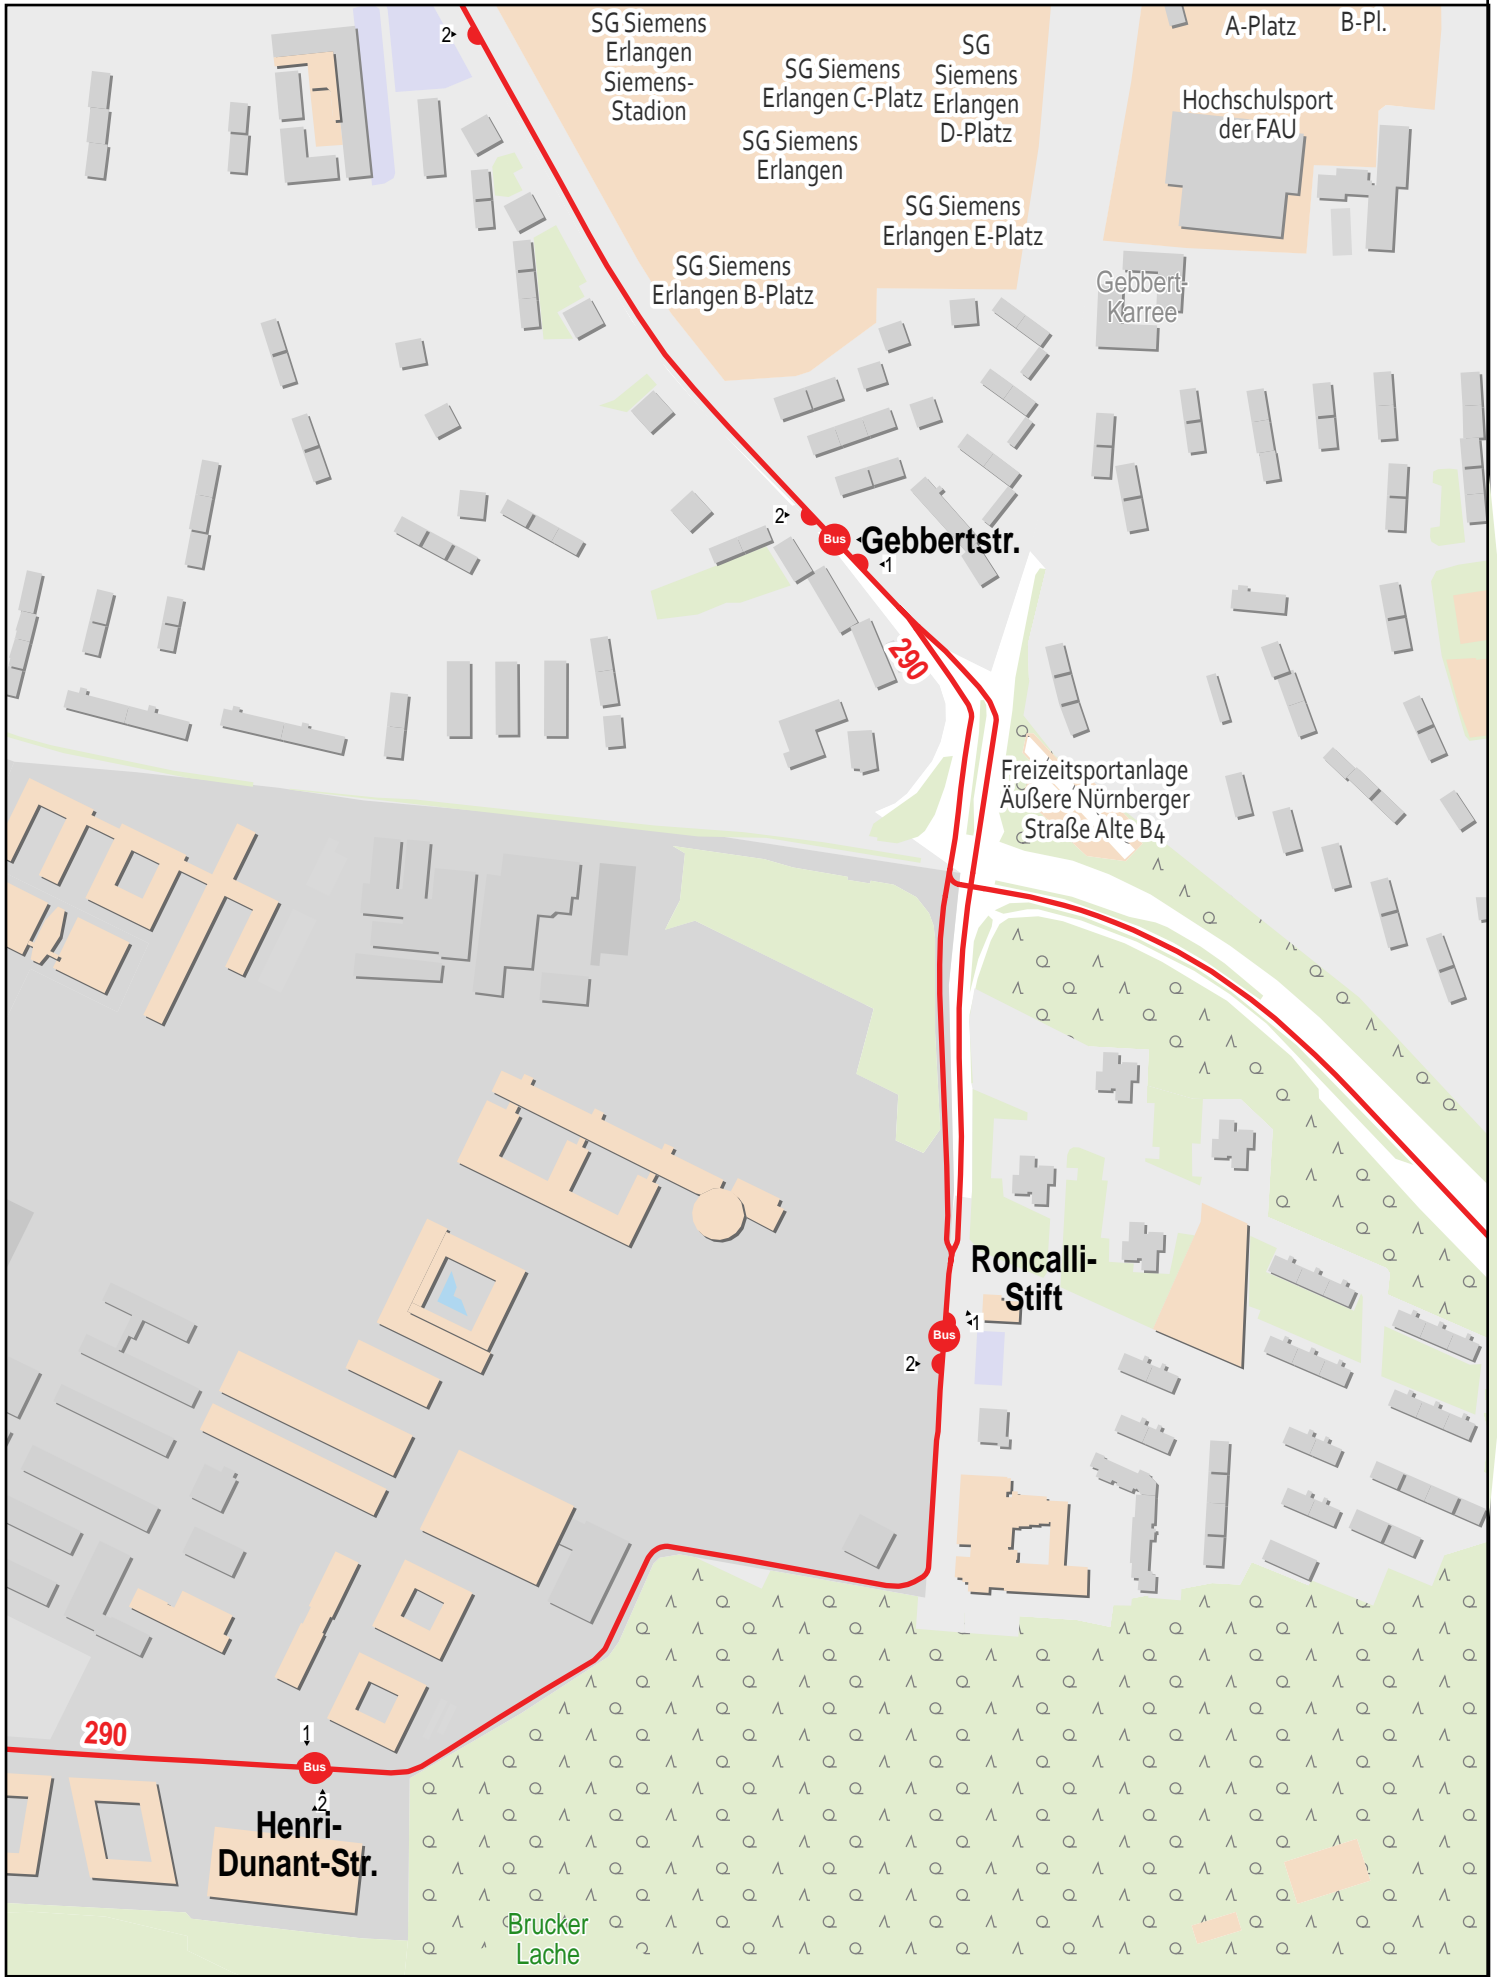 2
SG Siemens
Erlangen
Siemens-
Stadion
SG Siemens
Erlangen C-Platz
SG
Siemens
Erlangen
D-Platz
A-Platz
B-Pl.
Hochschulsport
der FAU
SG Siemens
Erlangen
SG Siemens
Erlangen E-Platz
SG Siemens
Erlangen B-Platz
Gebbert-
Karree
2
Bus
Gebbertstr.
1
290
Freizeitsportanlage
Äußere Nürnberger
Straße Alte B4
Roncalli-
Stift
1
Bus
2
290
1
Bus
2
Henri-
Dunant-Str.
Brucker
Lache